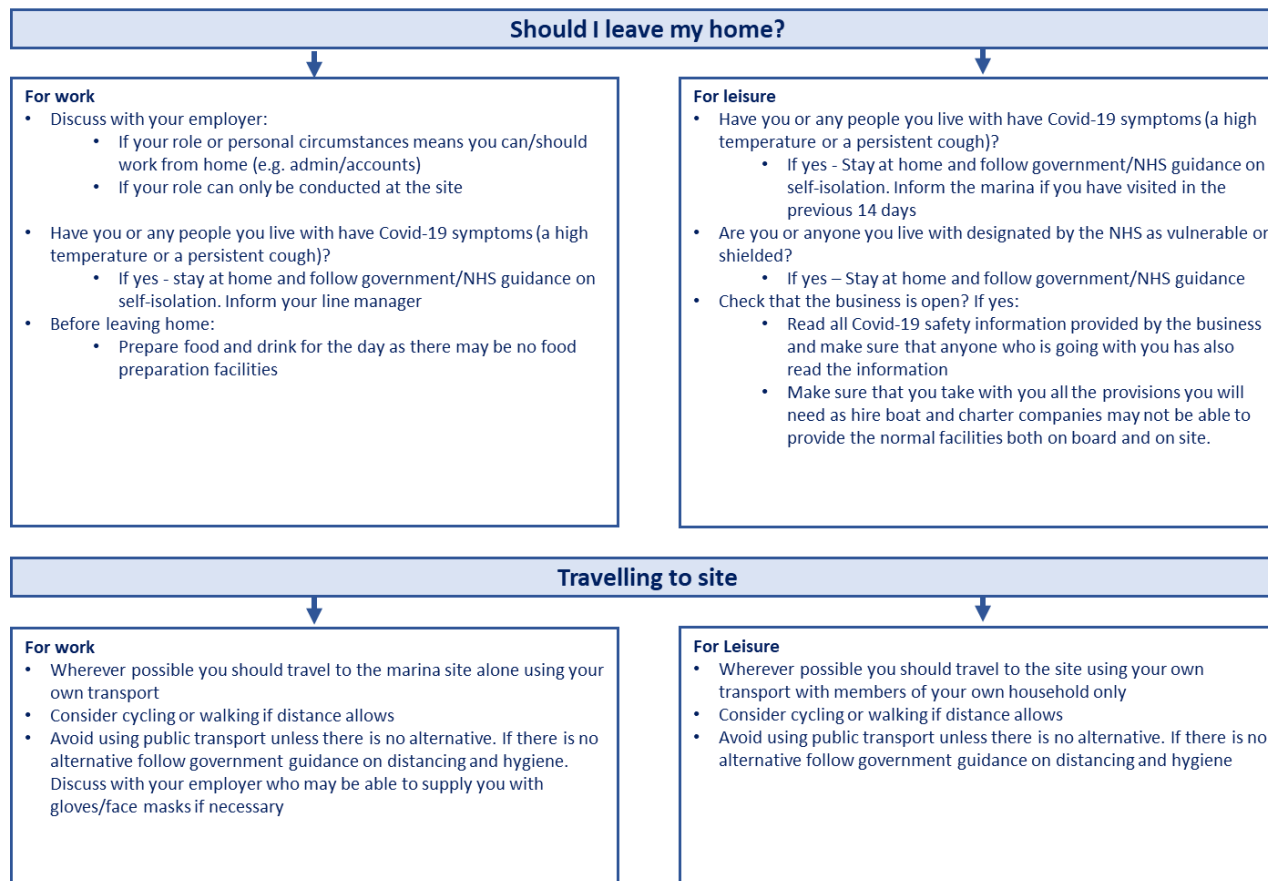 Should I leave my home?
For work
• Discuss with your employer:
• If your role or personal circumstances means you can/should
work from home (e.g. admin/accounts)
• If your role can only be conducted at the site
• Have you or any people you live with have Covid-19 symptoms (a high
temperature or a persistent cough)?
• If yes - stay at home and follow government/NHS guidance on
self-isolation. Inform your line manager
• Before leaving home:
• Prepare food and drink for the day as there may be no food
preparation facilities
For leisure
• Have you or any people you live with have Covid-19 symptoms (a high
temperature or a persistent cough)?
• If yes - Stay at home and follow government/NHS guidance on
self-isolation. Inform the marina if you have visited in the
previous 14 days
• Are you or anyone you live with designated by the NHS as vulnerable or
shielded?
• If yes – Stay at home and follow government/NHS guidance
• Check that the business is open? If yes:
• Read all Covid-19 safety information provided by the business
and make sure that anyone who is going with you has also
read the information
• Make sure that you take with you all the provisions you will
need as hire boat and charter companies may not be able to
provide the normal facilities both on board and on site.
Travelling to site
For work
• Wherever possible you should travel to the marina site alone using your
own transport
• Consider cycling or walking if distance allows
• Avoid using public transport unless there is no alternative. If there is no
alternative follow government guidance on distancing and hygiene.
Discuss with your employer who may be able to supply you with
gloves/face masks if necessary
For Leisure
• Wherever possible you should travel to the site using your own
transport with members of your own household only
• Consider cycling or walking if distance allows
• Avoid using public transport unless there is no alternative. If there is no
alternative follow government guidance on distancing and hygiene